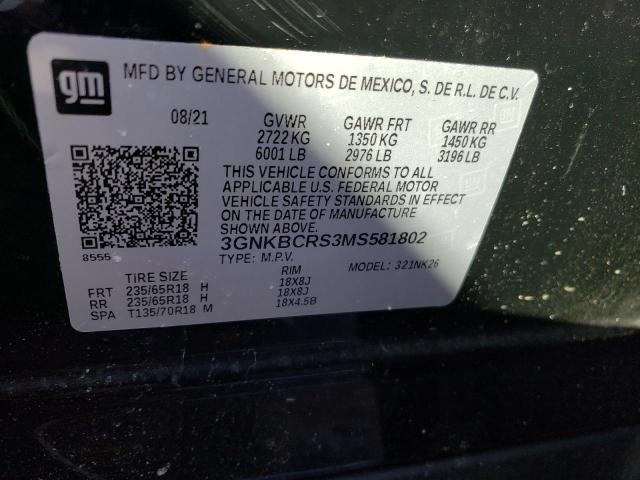 gm
MFD BY GENERAL MOTORS DE MEXICO, S. DE R.L. DE C.V.
08/21 GVWR GAWR FRT GAWR RR
2722 KG 1350 KG 1450 KG
6001 LB 2976 LB 3196 LB
THIS VEHICLE CONFORMS TO ALL
APPLICABLE U.S. FEDERAL MOTOR
VEHICLE SAFETY STANDARDS IN EFFECT
ON THE DATE OF MANUFACTURE
SHOWN ABOVE.
3GNKBCRS3MS581802
8555
TYPE: M.P.V. MODEL: 321NK26
TIRE SIZE RIM
FRT 235/65R18 H 18X8J
RR 235/65R18 H 18X8J
SPA T135/70R18 M 18X4.5B